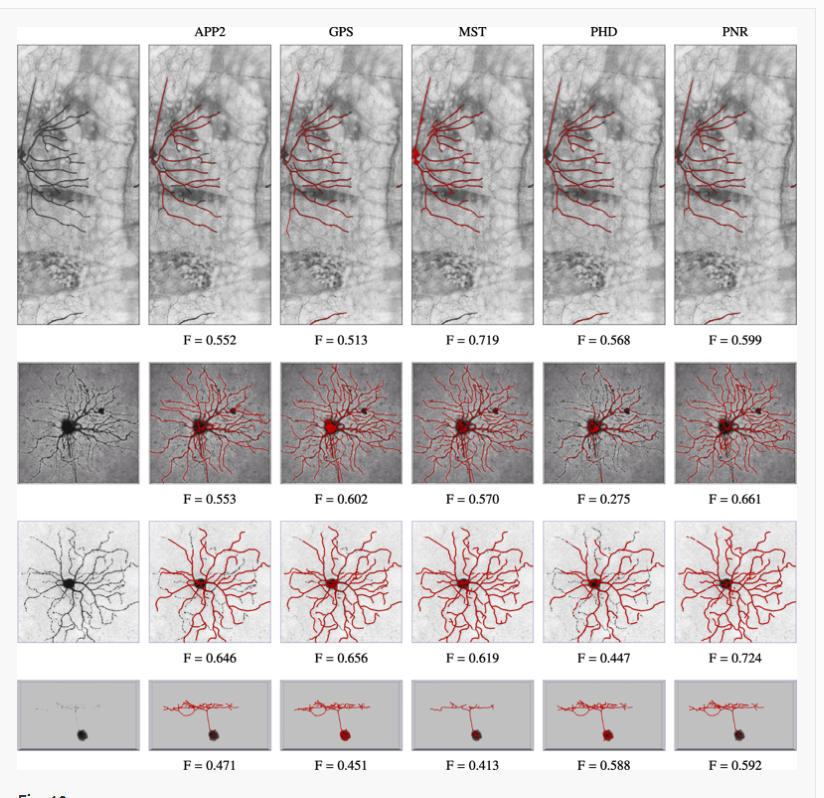 APP2 GPS MST PHD PNR
F = 0.552 F = 0.513 F = 0.719 F = 0.568 F = 0.599
F = 0.553 F = 0.602 F = 0.570 F = 0.275 F = 0.661
F = 0.646 F = 0.656 F = 0.619 F = 0.447 F = 0.724
F = 0.471 F = 0.451 F = 0.413 F = 0.588 F = 0.592